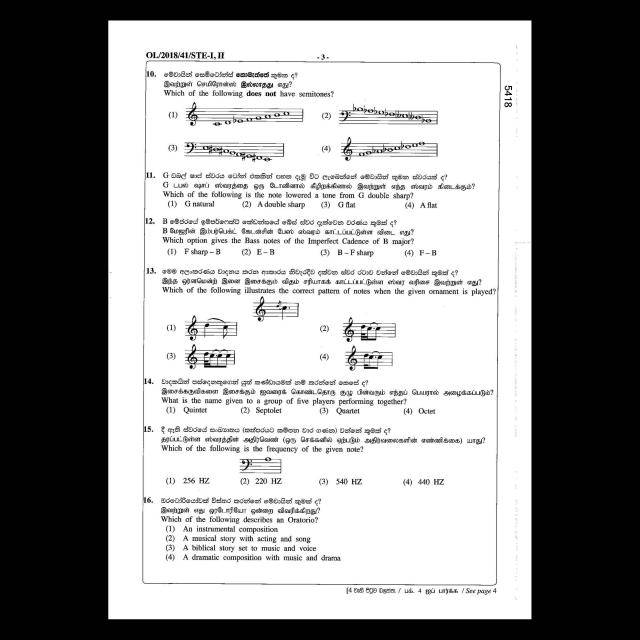 OL/2018/41/STE-I, II
- 3 -
5418
10. මේවායින් සෙමිටෝන්ස් නොමැත්තේ කුමන ද?
இவற்றுள் செமிரோன்ஸ் இல்லாதது எது?
Which of the following does not have semitones?
(1) (2)
(3) (4)
11. G ඩබල් ෂාප් ස්වරය ටෝන් එකකින් පහත දැමූ විට ලැබෙන්නේ මේවායින් කුමන ස්වරයක් ද?
G டபல் ஷாப் ஸ்வரத்தை ஒரு டோனினால் கீழிறக்கினால் இவற்றுள் எந்த ஸ்வரம் கிடைக்கும்?
Which of the following is the note lowered a tone from G double sharp?
(1) G natural (2) A double sharp (3) G flat (4) A flat
12. B මේජරයේ ඉම්පර්ෆෙක්ට් කේඩන්සයේ බේස් ස්වර දැක්වෙන වරණය කුමක් ද?
B மேஜரின் இம்பர்பெக்ட் கேடன்சின் பேஸ் ஸ்வரம் காட்டப்பட்டுள்ள விடை எது?
Which option gives the Bass notes of the Imperfect Cadence of B major?
(1) F sharp – B (2) E – B (3) B – F sharp (4) F – B
13. මෙම අලංකරණය වාදනය කරන ආකාරය නිවැරදිව දක්වන ස්වර රටාව වන්නේ මේවායින් කුමක් ද?
இந்த ஓர்னமென்ற் இனை இசைக்கும் விதம் சரியாகக் காட்டப்பட்டுள்ள ஸ்வர வரிசை இவற்றுள் எது?
Which of the following illustrates the correct pattern of notes when the given ornament is played?
(1) (2)
(3) (4)
14. වාදකයින් පස්දෙනකුගෙන් යුත් කණ්ඩායමක් නම් කරන්නේ කෙසේ ද?
இசைக்கருவிகளை இசைக்கும் ஐவரைக் கொண்டதொரு குழு பின்வரும் எந்தப் பெயரால் அழைக்கப்படும்?
What is the name given to a group of five players performing together?
(1) Quintet (2) Septolet (3) Quartet (4) Octet
15. දී ඇති ස්වරයේ සංඛ්‍යාතය (තත්පරයට කම්පන වාර ගණන) වන්නේ කුමක් ද?
தரப்பட்டுள்ள ஸ்வரத்தின் அதிர்வெண் (ஒரு செக்கனில் ஏற்படும் அதிர்வலைகளின் எண்ணிக்கை) யாது?
Which of the following is the frequency of the given note?
(1) 256 HZ (2) 220 HZ (3) 540 HZ (4) 440 HZ
16. ඔරටෝරියෝවක් විස්තර කරන්නේ මේවායින් කුමක් ද?
இவற்றுள் எது ஒரடோரியோ ஒன்றை விவரிக்கிறது?
Which of the following describes an Oratorio?
(1) An instrumental composition
(2) A musical story with acting and song
(3) A biblical story set to music and voice
(4) A dramatic composition with music and drama
[4 වැනි පිටුව බලන්න. / பக். 4 ஐப் பார்க்க / See page 4